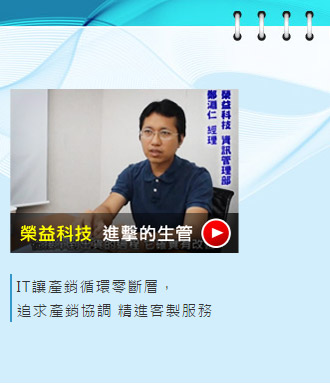 榮益科技 資訊管理部
鄭道仁 經理
榮益科技 進擊的生管
IT讓產銷循環零斷層，
追求產銷協調 精進客製服務